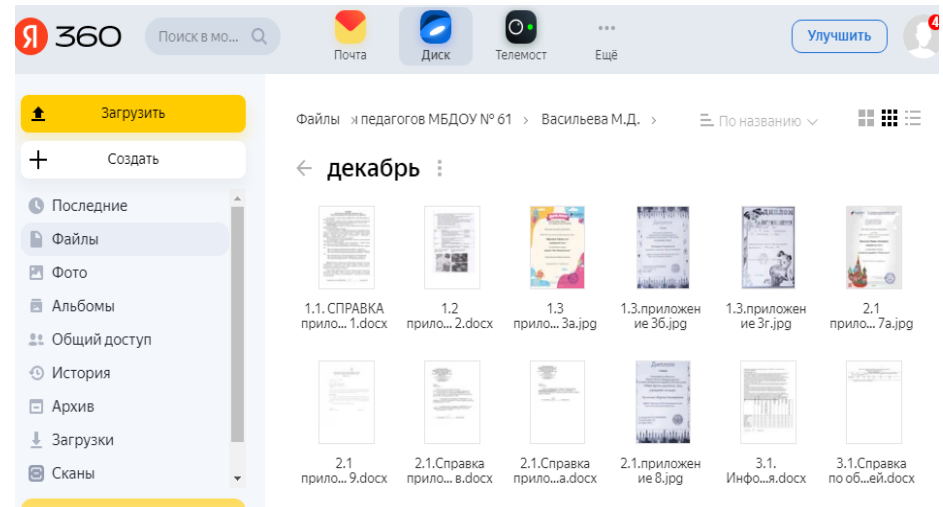 Я 360
Поиск в мо...
Почта
Диск
Телемост
Ещё
Улучшить
4
Загрузить
Создать
Последние
Файлы
Фото
Альбомы
Общий доступ
История
Архив
Загрузки
Сканы
Файлы › педагогов МБДОУ № 61 › Васильева М.Д. ›
По названию
декабрь
1.1. СПРАВКА
прило... 1.docx
1.2
прило... 2.docx
1.3
прило... 3а.jpg
1.3.приложен
ие 3б.jpg
1.3.приложен
ие 3г.jpg
2.1
прило... 7а.jpg
2.1
прило... 9.docx
2.1.Справка
прило... в.docx
2.1.Справка
прило...а.docx
2.1.приложен
ие 8.jpg
3.1.
Инфо...я.docx
3.1.Справка
по об...ей.docx